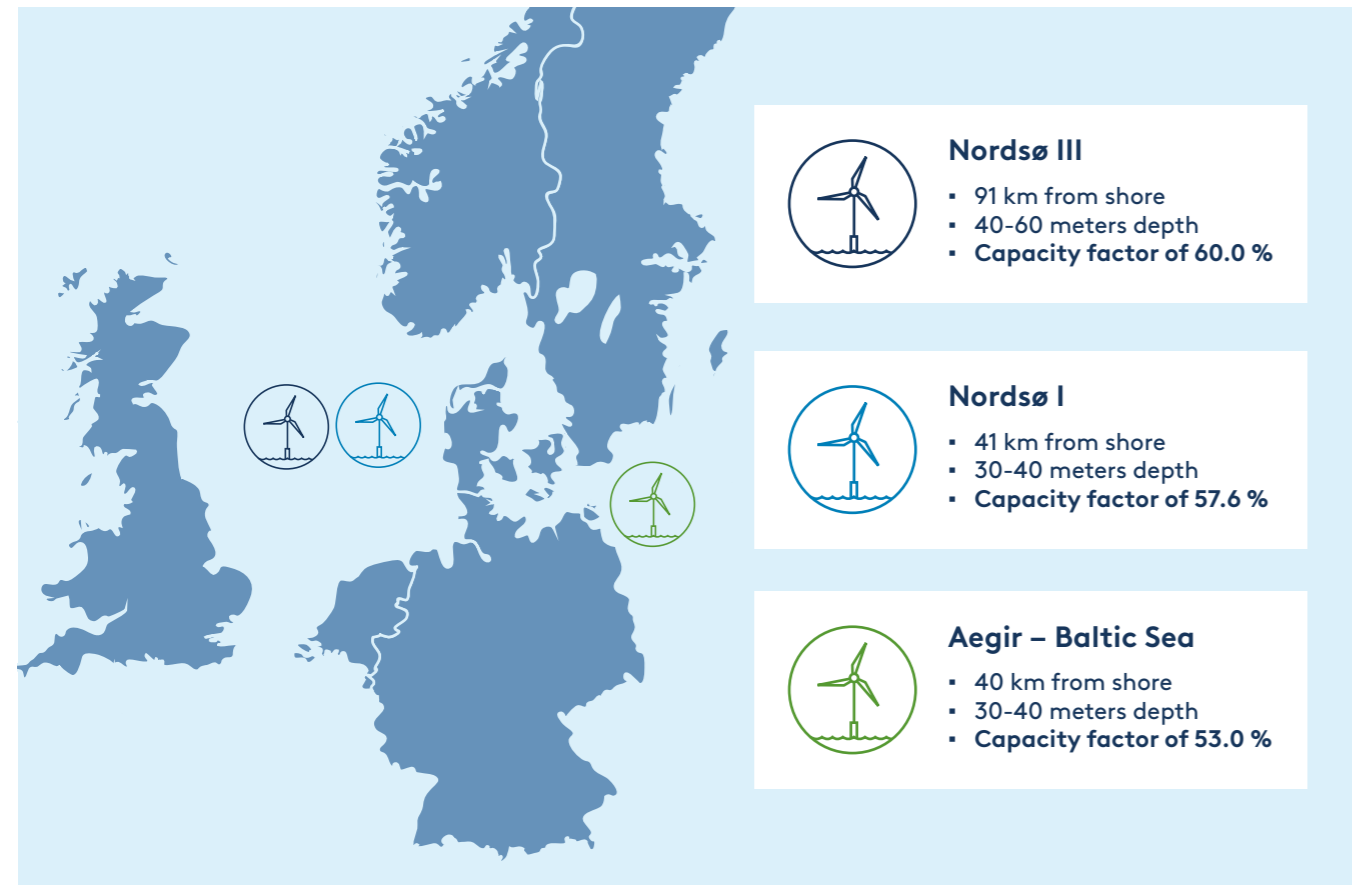 Nordsø III
▪ 91 km from shore
▪ 40-60 meters depth
▪ Capacity factor of 60.0 %
Nordsø I
▪ 41 km from shore
▪ 30-40 meters depth
▪ Capacity factor of 57.6 %
Aegir – Baltic Sea
▪ 40 km from shore
▪ 30-40 meters depth
▪ Capacity factor of 53.0 %